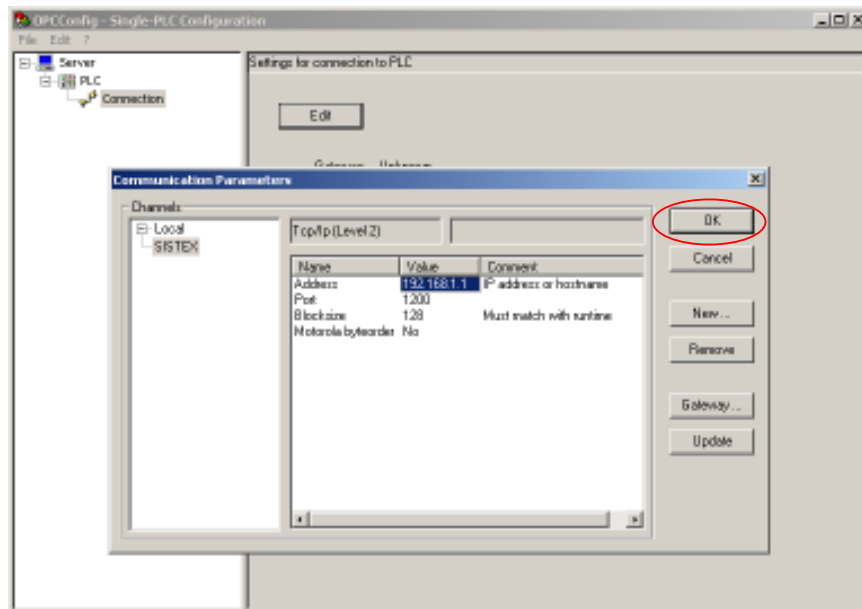 OPCConfig - Single-PLC Configuration
File Edit ?
Server
PLC
Connection
Settings for connection to PLC
Edit
Gateway Unknown
Communication Parameters
Channels
Local
SISTEX
Tcp/Ip (Level 2)
Name Value Comment
Address 192.168.1.1 IP address or hostname
Port 1200
Blocksize 128 Must match with runtime
Motorola byteorder No
OK
Cancel
New...
Remove
Gateway...
Update